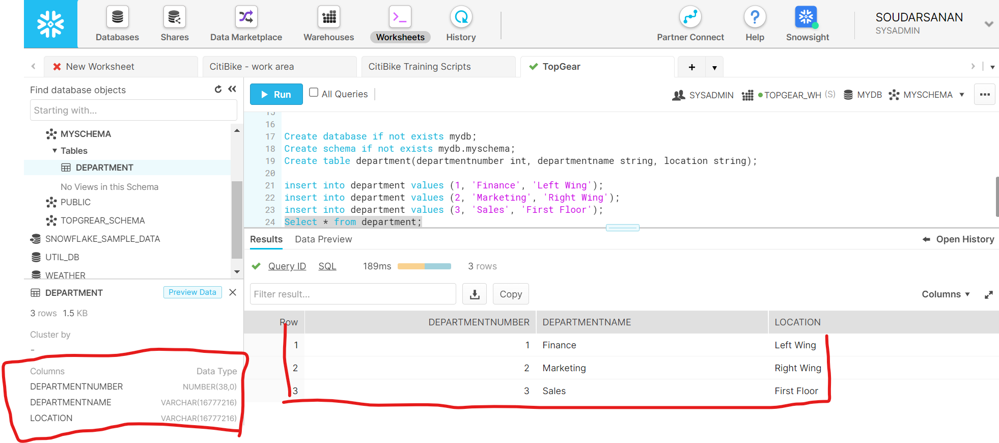 Databases
Shares
Data Marketplace
Warehouses
Worksheets
History
Partner Connect
Help
Snowsight
SOUDARSANAN
SYSADMIN
New Worksheet
CitiBike - work area
CitiBike Training Scripts
TopGear
Find database objects
Starting with...
MYSCHEMA
Tables
DEPARTMENT
No Views in this Schema
PUBLIC
TOPGREAR_SCHEMA
SNOWFLAKE_SAMPLE_DATA
UTIL_DB
WEATHER
DEPARTMENT
Preview Data
3 rows 1.5 KB
Cluster by
Columns Data Type
DEPARTMENTNUMBER NUMBER(38,0)
DEPARTMENTNAME VARCHAR(16777216)
LOCATION VARCHAR(16777216)
Run
All Queries
SYSADMIN
TOPGEAR_WH (S)
MYDB
MYSCHEMA
15
16
17 Create database if not exists mydb;
18 Create schema if not exists mydb.myschema;
19 Create table department(departmentnumber int, departmentname string, location string);
20
21 insert into department values (1, 'Finance', 'Left Wing');
22 insert into department values (2, 'Marketing', 'Right Wing');
23 insert into department values (3, 'Sales', 'First Floor');
24 Select * from department;
Results Data Preview Open History
Query ID SQL 189ms 3 rows
Filter result...
Copy
Columns
Row DEPARTMENTNUMBER DEPARTMENTNAME LOCATION
1 1 Finance Left Wing
2 2 Marketing Right Wing
3 3 Sales First Floor